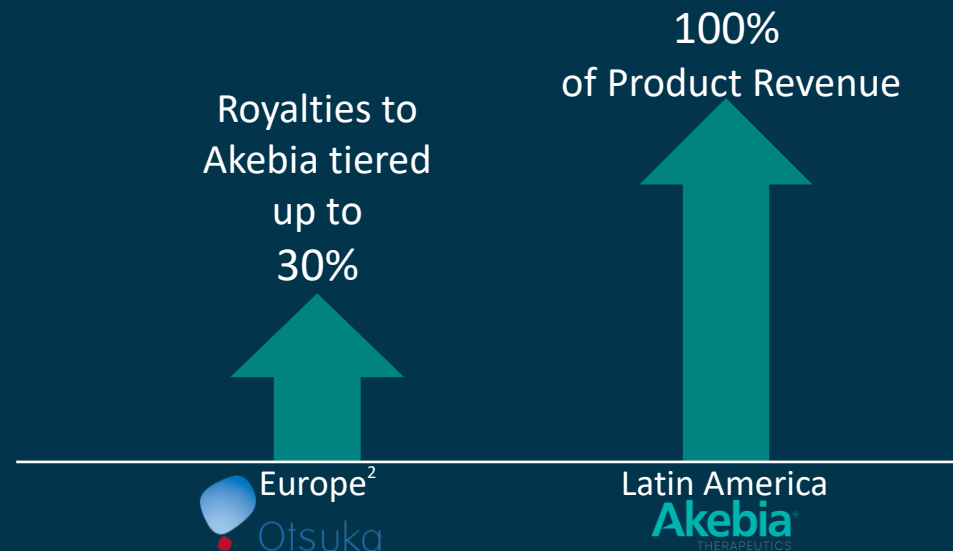 Royalties to
Akebia tiered
up to
30%
100%
of Product Revenue
Europe²
Otsuka
Latin America
Akebia®
THERAPEUTICS